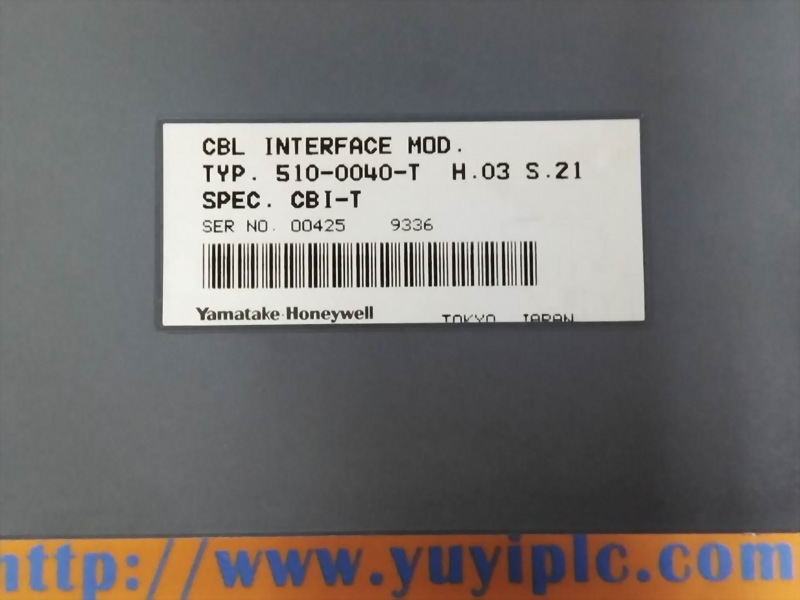 CBL INTERFACE MOD.
TYP. 510-0040-T H.03 S.21
SPEC. CBI-T
SER NO. 00425 9336
Yamatake-Honeywell TOKYO JAPAN
http://www.yuyiplc.com